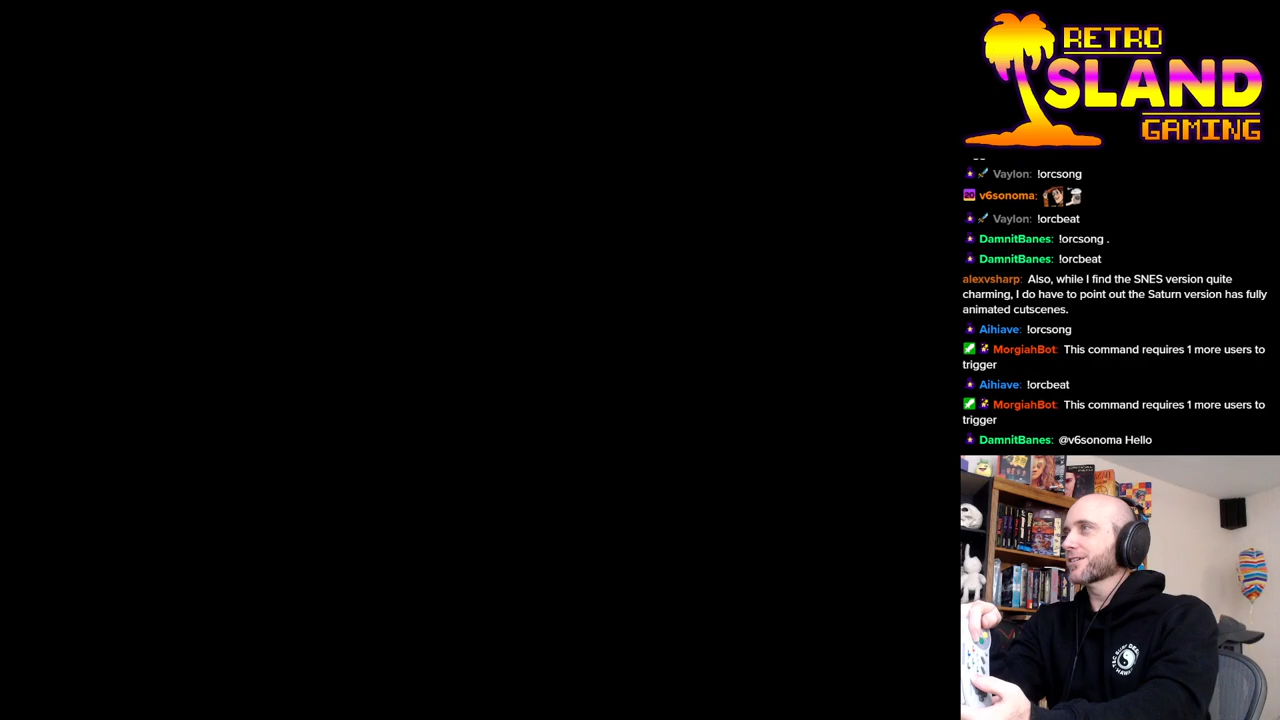 RETRO
ISLAND
GAMING
Vaylon: !orcsong
20 v6sonoma:
Vaylon: !orcbeat
DamnitBanes: !orcsong .
DamnitBanes: !orcbeat
alexvsharp: Also, while I find the SNES version quite
charming, I do have to point out the Saturn version has fully
animated cutscenes.
Aihiave: !orcsong
MorgiahBot: This command requires 1 more users to
trigger
Aihiave: !orcbeat
MorgiahBot: This command requires 1 more users to
trigger
DamnitBanes: @v6sonoma Hello